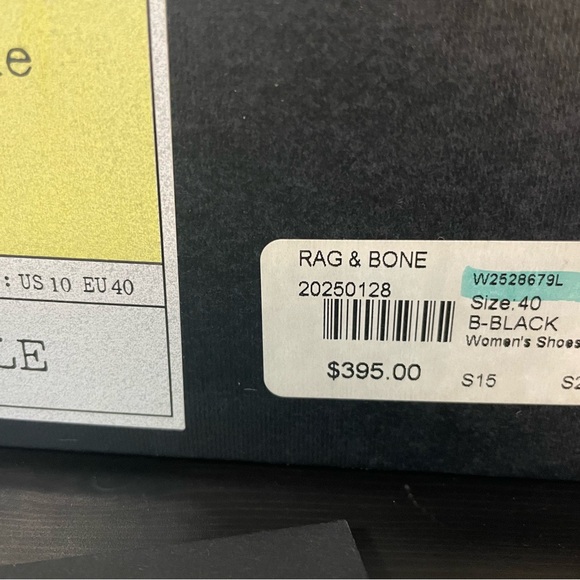 : US 10 EU 40
LE
RAG & BONE
20250128
$395.00
W2528679L
Size: 40
B-BLACK
Women's Shoes
S15